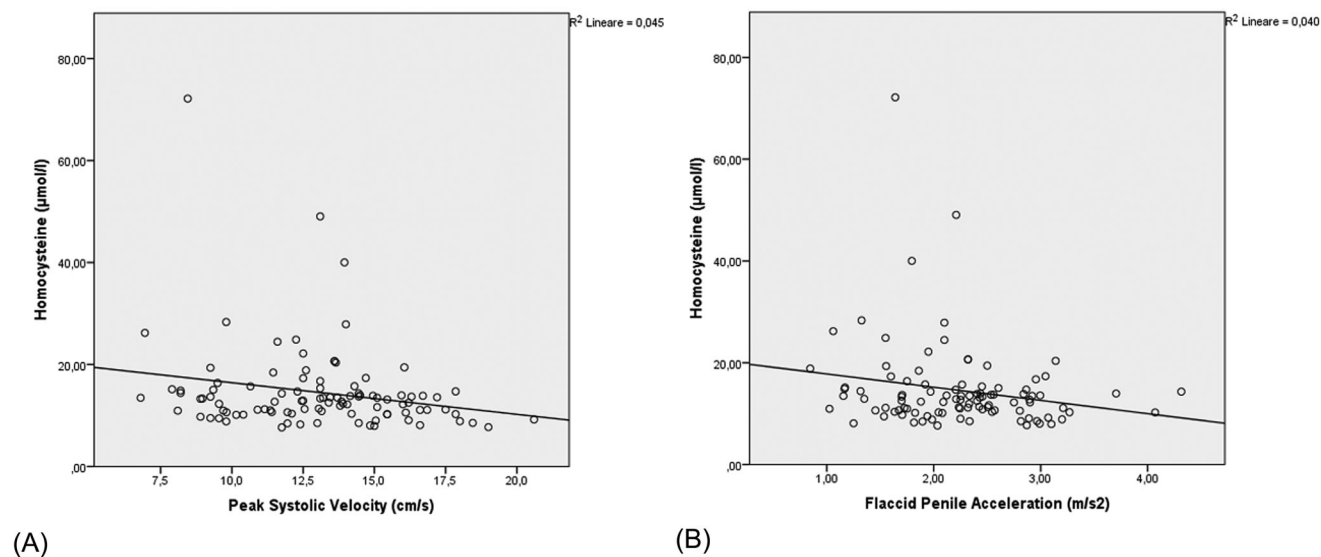 R² Lineare = 0,045
80,00
60,00
40,00
20,00
,00
Homocysteine (µmol/l)
7,5
10,0
12,5
15,0
17,5
20,0
Peak Systolic Velocity (cm/s)
(A)
R² Lineare = 0,040
80,00
60,00
40,00
20,00
,00
Homocysteine (µmol/l)
1,00
2,00
3,00
4,00
Flaccid Penile Acceleration (m/s2)
(B)